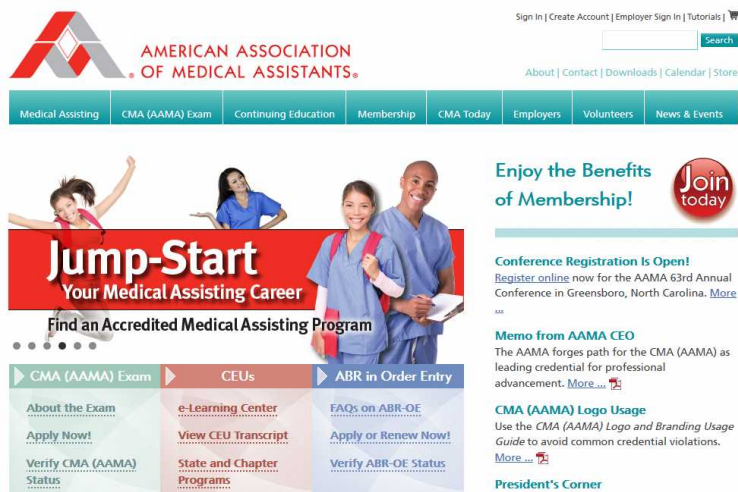 Sign In | Create Account | Employer Sign In | Tutorials |
Search
AMERICAN ASSOCIATION
OF MEDICAL ASSISTANTS®
About | Contact | Downloads | Calendar | Store
Medical Assisting
CMA (AAMA) Exam
Continuing Education
Membership
CMA Today
Employers
Volunteers
News & Events
Jump-Start
Your Medical Assisting Career
Find an Accredited Medical Assisting Program
Enjoy the Benefits
of Membership!
Join
today
Conference Registration Is Open!
Register online now for the AAMA 63rd Annual
Conference in Greensboro, North Carolina. More
...
Memo from AAMA CEO
The AAMA forges path for the CMA (AAMA) as
leading credential for professional
advancement. More ...
CMA (AAMA) Logo Usage
Use the CMA (AAMA) Logo and Branding Usage
Guide to avoid common credential violations.
More ...
President's Corner
CMA (AAMA) Exam
About the Exam
Apply Now!
Verify CMA (AAMA)
Status
CEUs
e-Learning Center
View CEU Transcript
State and Chapter
Programs
ABR in Order Entry
FAQs on ABR-OE
Apply or Renew Now!
Verify ABR-OE Status